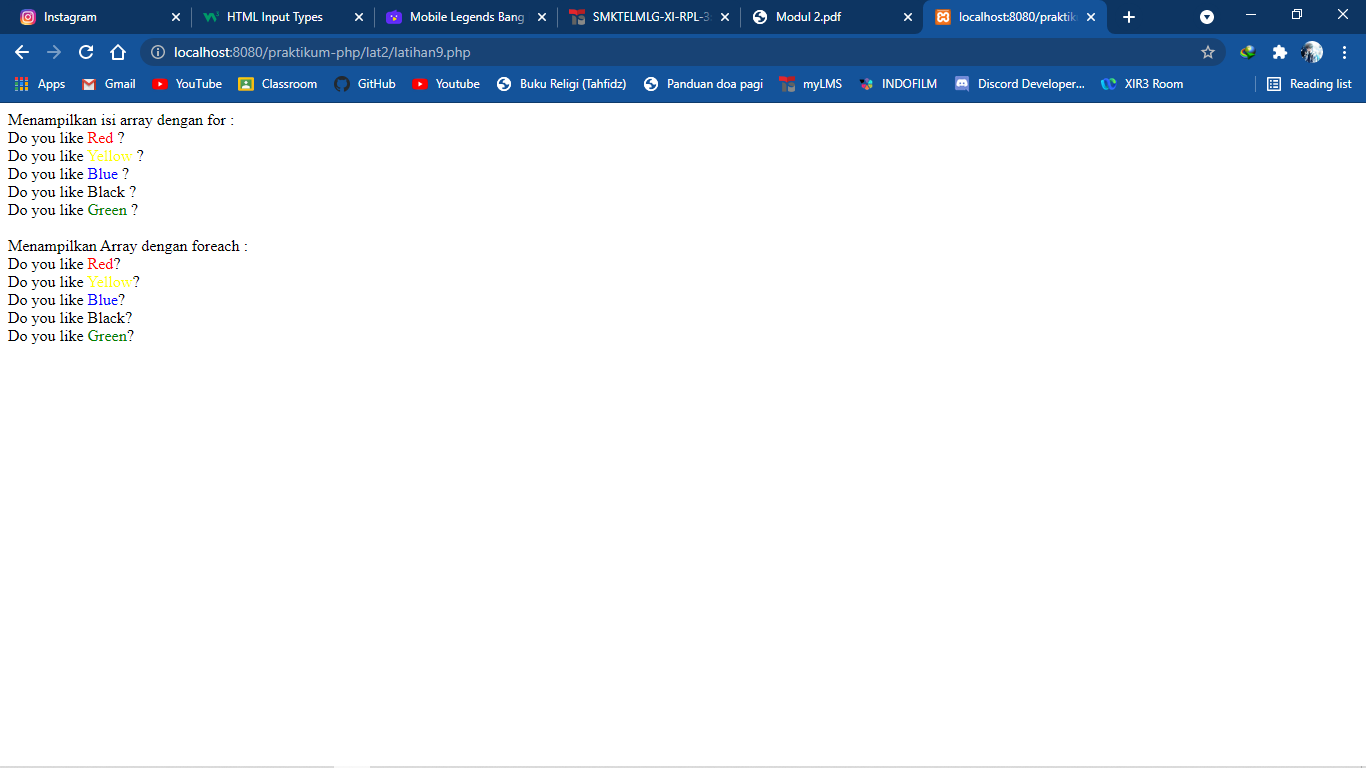 Instagram
HTML Input Types
Mobile Legends Bang
SMKTELMLG-XI-RPL-3
Modul 2.pdf
localhost:8080/praktik
localhost:8080/praktikum-php/lat2/latihan9.php
Apps
Gmail
YouTube
Classroom
GitHub
Youtube
Buku Religi (Tahfidz)
Panduan doa pagi
myLMS
INDOFILM
Discord Developer...
XIR3 Room
Reading list
Menampilkan isi array dengan for :
Do you like Red ?
Do you like Yellow ?
Do you like Blue ?
Do you like Black ?
Do you like Green ?
Menampilkan Array dengan foreach :
Do you like Red?
Do you like Yellow?
Do you like Blue?
Do you like Black?
Do you like Green?